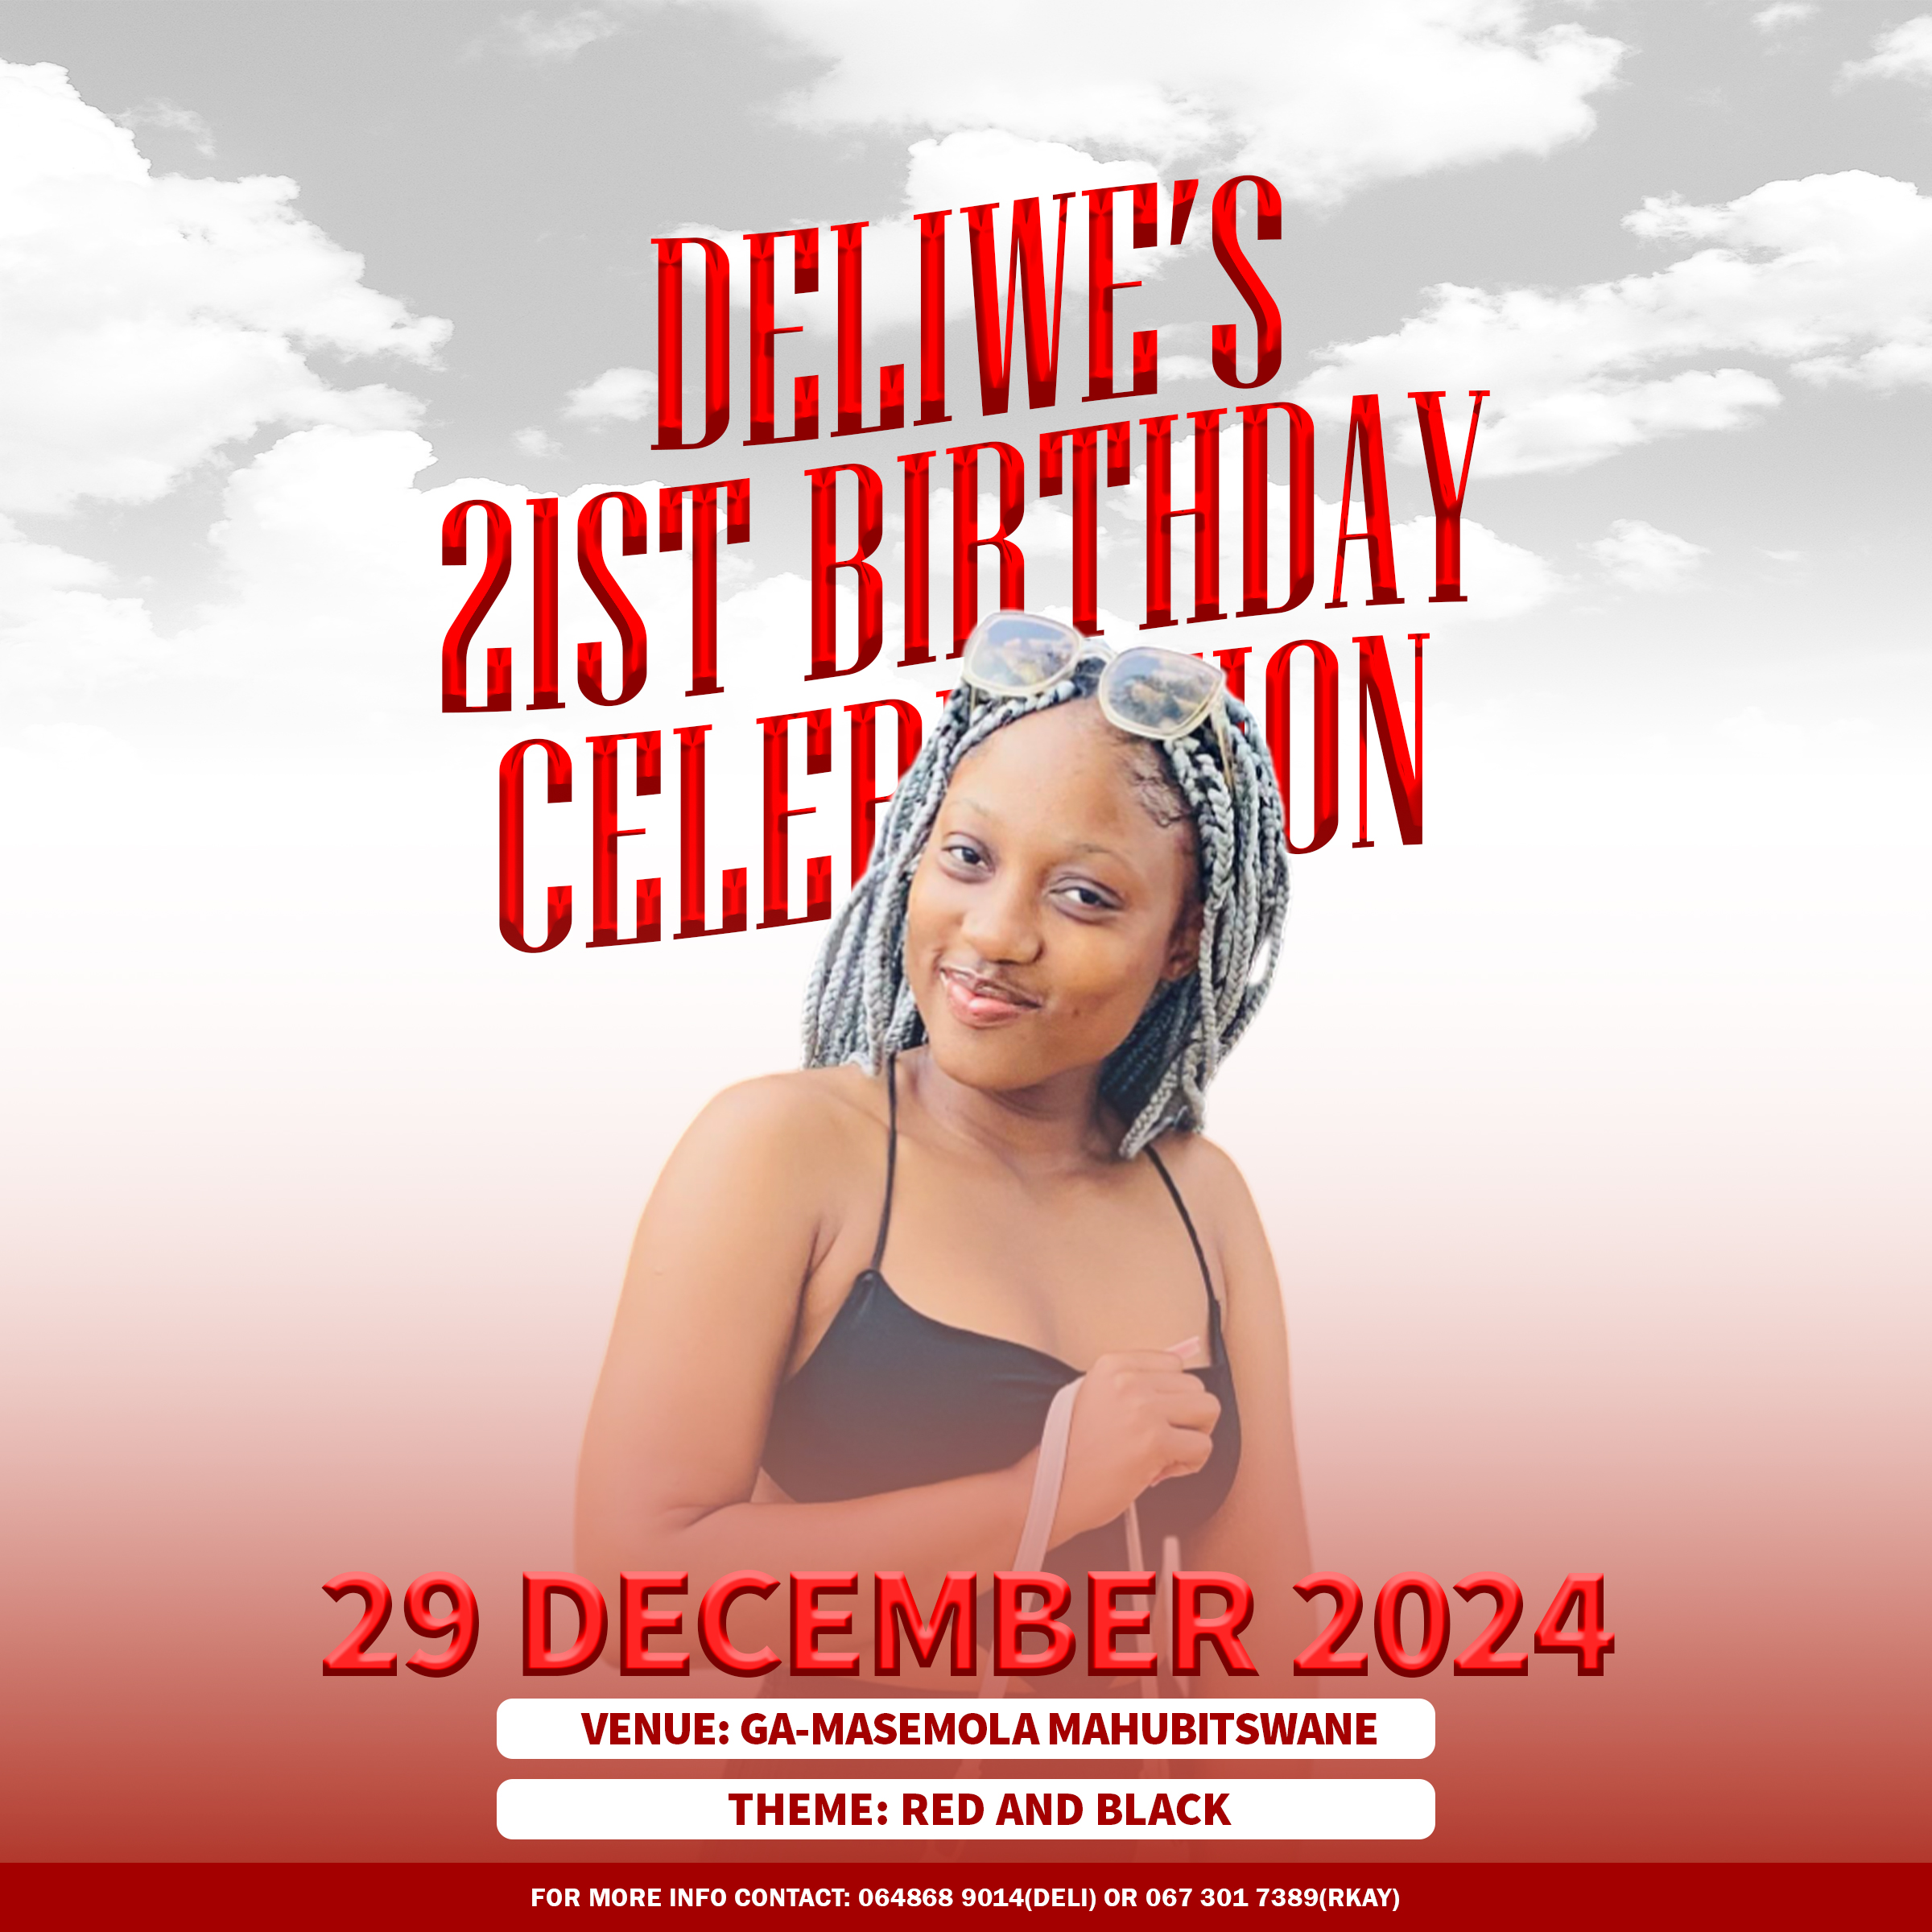 DELIWE'S
21ST BIRTHDAY
29 DECEMBER 2024
VENUE: GA-MASEMOLA MAHUBITSWANE
THEME: RED AND BLACK
FOR MORE INFO CONTACT: 064868 9014(DELI) OR 067 301 7389(RKAY)